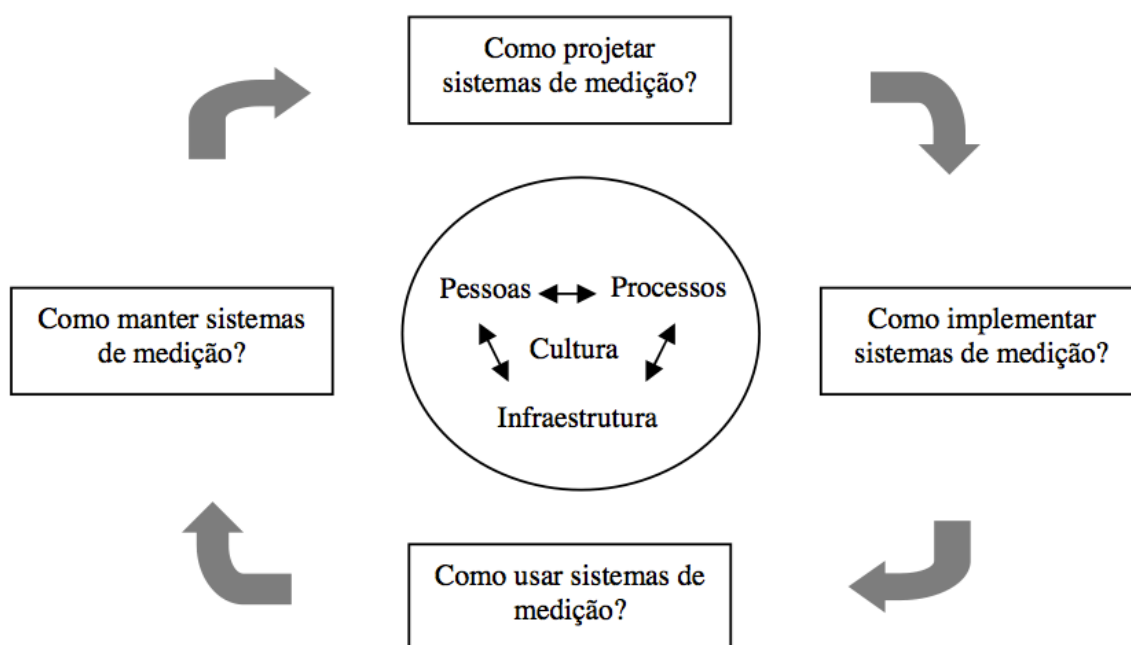 Como projetar
sistemas de medição?
Pessoas
Processos
Cultura
Infraestrutura
Como manter sistemas
de medição?
Como implementar
sistemas de medição?
Como usar sistemas de
medição?